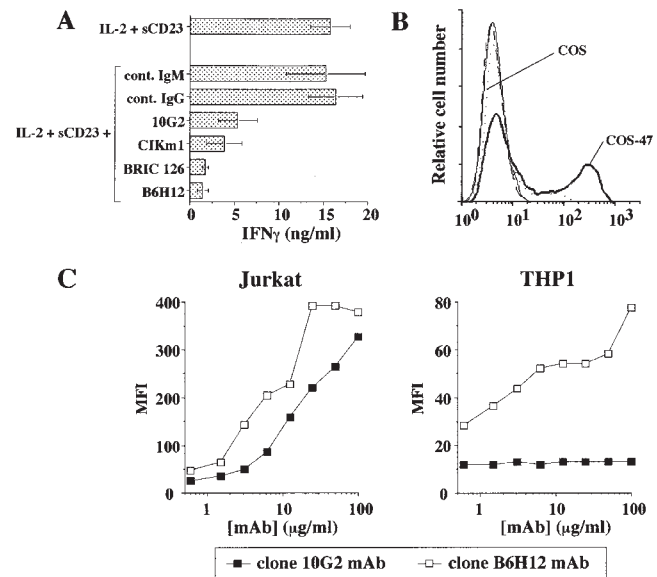 A
IL-2 + sCD23
IL-2 + sCD23 +
cont. IgM
cont. IgG
10G2
CIKm1
BRIC 126
B6H12
0 5 10 15 20
IFNγ (ng/ml)
B
Relative cell number
COS
COS-47
10⁰ 10¹ 10² 10³
C
Jurkat
400
300
200
100
0
MFI
1 10 100
[mAb] (μg/ml)
THP1
80
60
40
20
0
MFI
1 10 100
[mAb] (μg/ml)
clone 10G2 mAb
clone B6H12 mAb